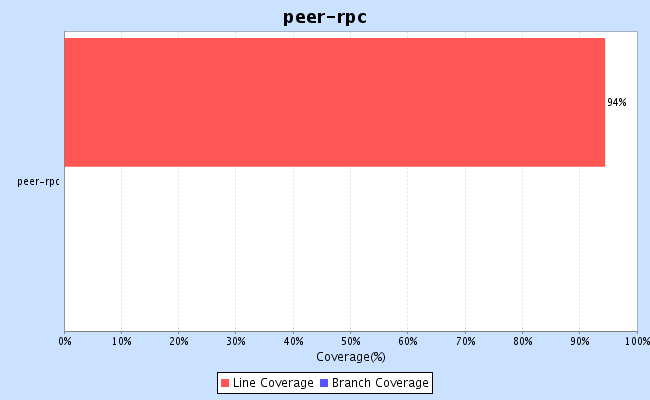 peer-rpc
94%
peer-rpc
0% 10% 20% 30% 40% 50% 60% 70% 80% 90% 100%
Coverage(%)
Line Coverage Branch Coverage